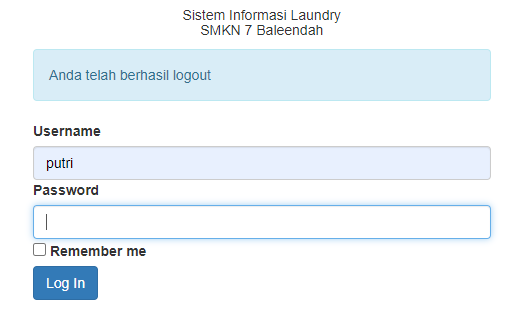 Sistem Informasi Laundry
SMKN 7 Baleendah
Anda telah berhasil logout
Username
putri
Password
Remember me
Log In